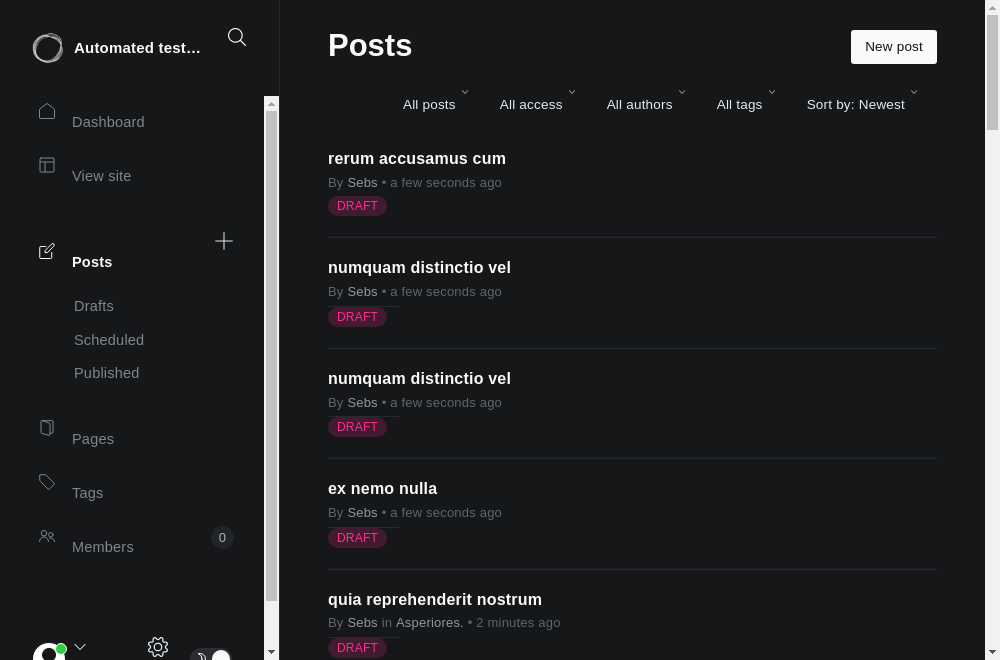 Automated test…
Dashboard
View site
Posts
Drafts
Scheduled
Published
Pages
Tags
Members
0
Posts
New post
All posts
All access
All authors
All tags
Sort by: Newest
rerum accusamus cum
By Sebs • a few seconds ago
DRAFT
numquam distinctio vel
By Sebs • a few seconds ago
DRAFT
numquam distinctio vel
By Sebs • a few seconds ago
DRAFT
ex nemo nulla
By Sebs • a few seconds ago
DRAFT
quia reprehenderit nostrum
By Sebs in Asperiores. • 2 minutes ago
DRAFT